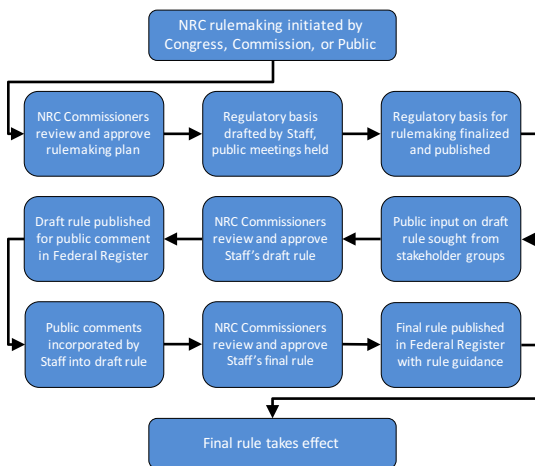 NRC rulemaking initiated by
Congress, Commission, or Public
NRC Commissioners
review and approve
rulemaking plan
Regulatory basis
drafted by Staff,
public meetings held
Regulatory basis for
rulemaking finalized
and published
Public input on draft
rule sought from
stakeholder groups
NRC Commissioners
review and approve
Staff's draft rule
Draft rule published
for public comment
in Federal Register
Public comments
incorporated by
Staff into draft rule
NRC Commissioners
review and approve
Staff's final rule
Final rule published
in Federal Register
with rule guidance
Final rule takes effect